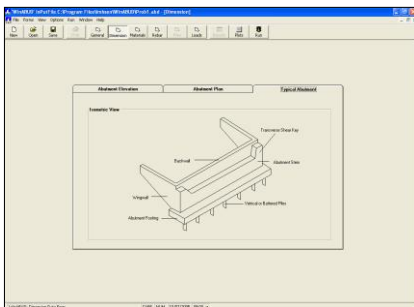 File Forms View Options Run Window Help
New Open Save General Dimension Materials Rebar Loads Plots Run
Abutment Elevation Abutment Plan Typical Abutment
Isometric View
Transverse Shear Key
Backwall
Abutment Stem
Wingwall
Vertical or Battered Piles
Abutment Footing